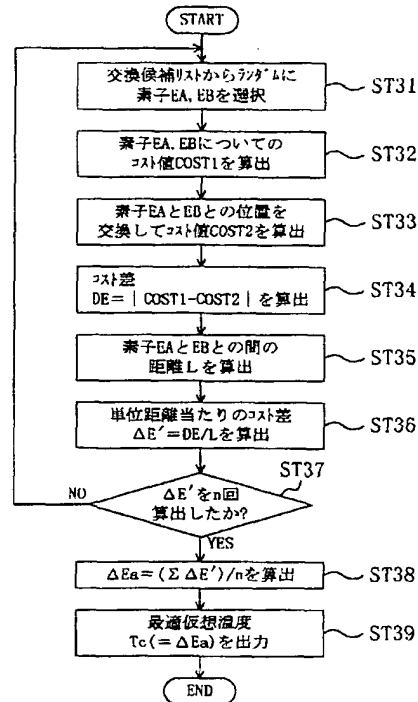 START
交換候補ﾘｽﾄからﾗﾝﾀﾞﾑに
素子EA,EBを選択
ST31
素子EA,EBについての
ｺｽﾄ値COST1を算出
ST32
素子EAとEBとの位置を
交換してｺｽﾄ値COST2を算出
ST33
ｺｽﾄ差
DE=｜COST1-COST2｜を算出
ST34
素子EAとEBとの間の
距離Lを算出
ST35
単位距離当たりのｺｽﾄ差
ΔE′=DE/Lを算出
ST36
ST37
NO
ΔE′をn回
算出したか?
YES
ΔEa=(ΣΔE′)/nを算出
ST38
最適仮想温度
Tc(=ΔEa)を出力
ST39
END